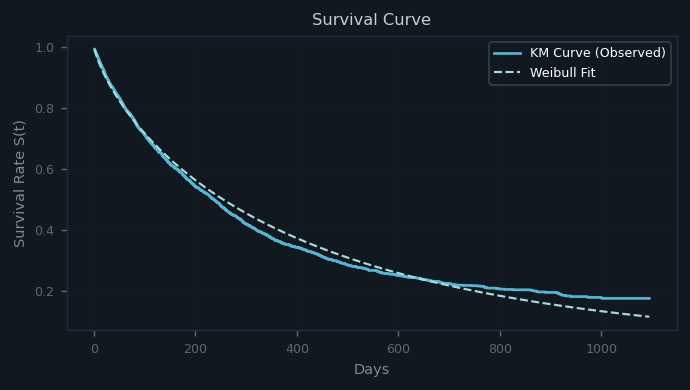 Survival Curve
KM Curve (Observed)
Weibull Fit
Survival Rate S(t)
1.0
0.8
0.6
0.4
0.2
0 200 400 600 800 1000
Days